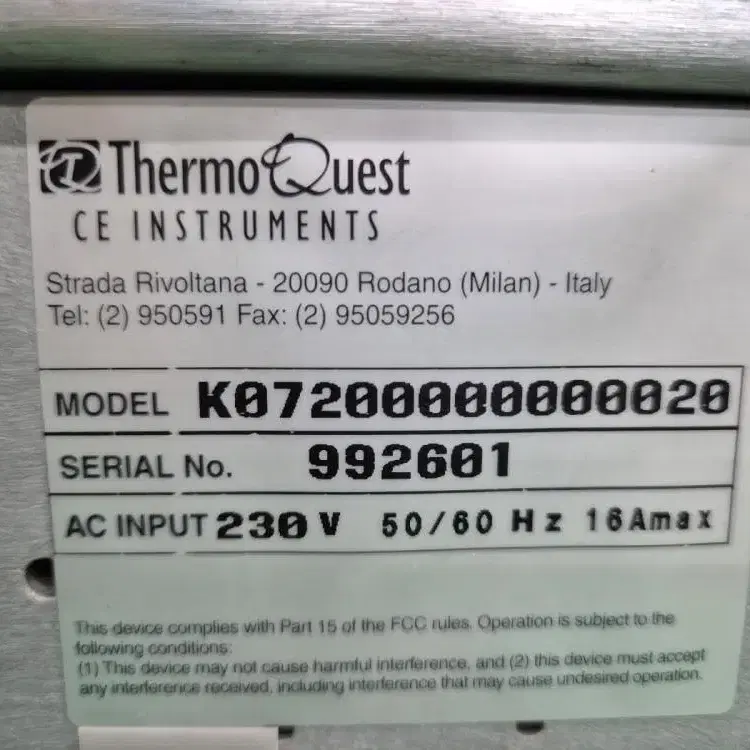 ThermoQuest
CE INSTRUMENTS
Strada Rivoltana - 20090 Rodano (Milan) - Italy
Tel: (2) 950591 Fax: (2) 95059256
MODEL K07200000000020
SERIAL No. 992601
AC INPUT 230 V 50/60 Hz 16Amax
This device complies with Part 15 of the FCC rules. Operation is subject to the
following conditions:
(1) This device may not cause harmful interference, and (2) this device must accept
any interference received, including interference that may cause undesired operation.